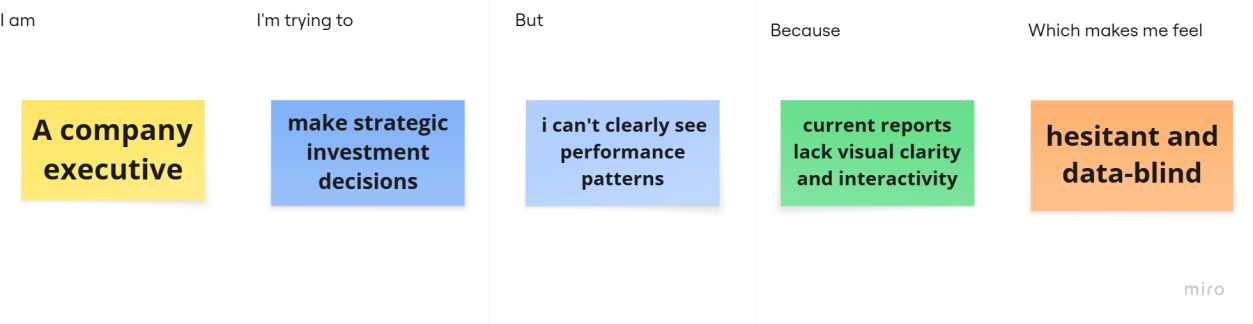 I am
I'm trying to
But
Because
Which makes me feel
A company
executive
make strategic
investment
decisions
i can't clearly see
performance
patterns
current reports
lack visual clarity
and interactivity
hesitant and
data-blind
miro